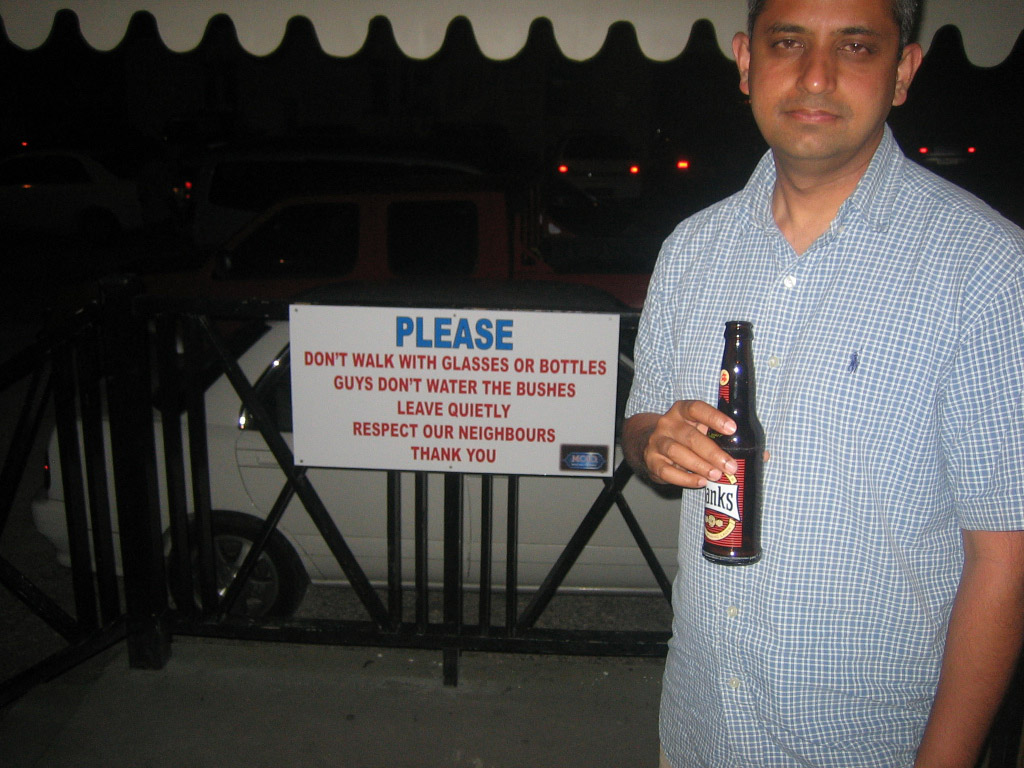 PLEASE
DON'T WALK WITH GLASSES OR BOTTLES
GUYS DON'T WATER THE BUSHES
LEAVE QUIETLY
RESPECT OUR NEIGHBOURS
THANK YOU
anks